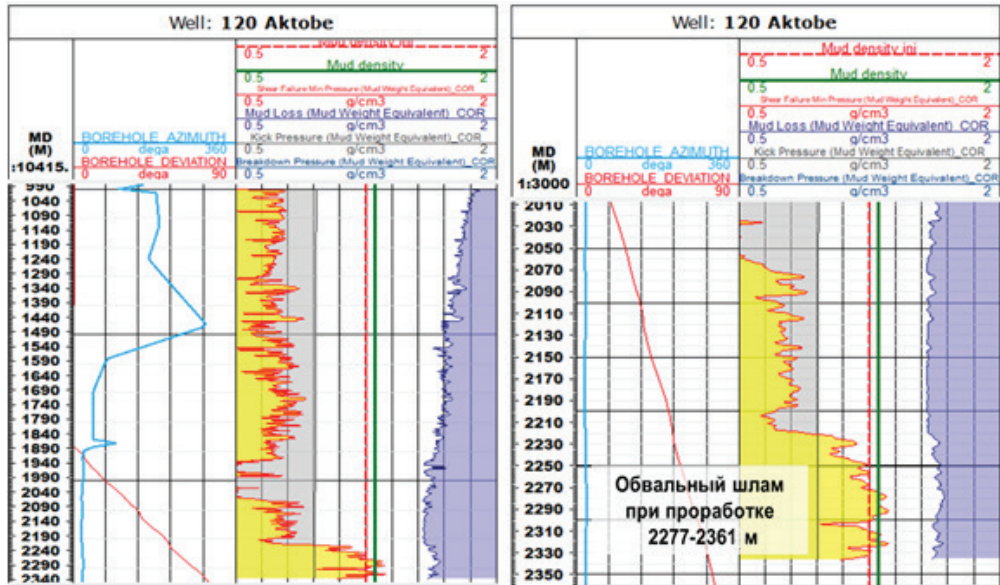 Well: 120 Aktobe
Mud density ini
0.5 2
Mud density
0.5 2
Shear Failure Min Pressure (Mud Weight Equivalent)_COR
0.5 g/cm3 2
Mud Loss (Mud Weight Equivalent)_COR
0.5 g/cm3 2
Kick Pressure (Mud Weight Equivalent)_COR
0.5 g/cm3 2
Breakdown Pressure (Mud Weight Equivalent)_COR
0.5 g/cm3 2
MD
(M)
:10415.
BOREHOLE_AZIMUTH
0 dega 360
BOREHOLE_DEVIATION
0 dega 90
990
1040
1090
1140
1190
1240
1290
1340
1390
1440
1490
1540
1590
1640
1690
1740
1790
1840
1890
1940
1990
2040
2090
2140
2190
2240
2290
2340
Well: 120 Aktobe
Mud density ini
0.5 2
Mud density
0.5 2
Shear Failure Min Pressure (Mud Weight Equivalent)_COR
0.5 g/cm3 2
Mud Loss (Mud Weight Equivalent)_COR
0.5 g/cm3 2
Kick Pressure (Mud Weight Equivalent)_COR
0.5 g/cm3 2
Breakdown Pressure (Mud Weight Equivalent)_COR
0.5 g/cm3 2
MD
(M)
1:3000
BOREHOLE_AZIMUTH
0 dega 360
BOREHOLE_DEVIATION
0 dega 90
2010
2030
2050
2070
2090
2110
2130
2150
2170
2190
2210
2230
2250
2270
2290
2310
2330
2350
Обвальный шлам
при проработке
2277-2361 м